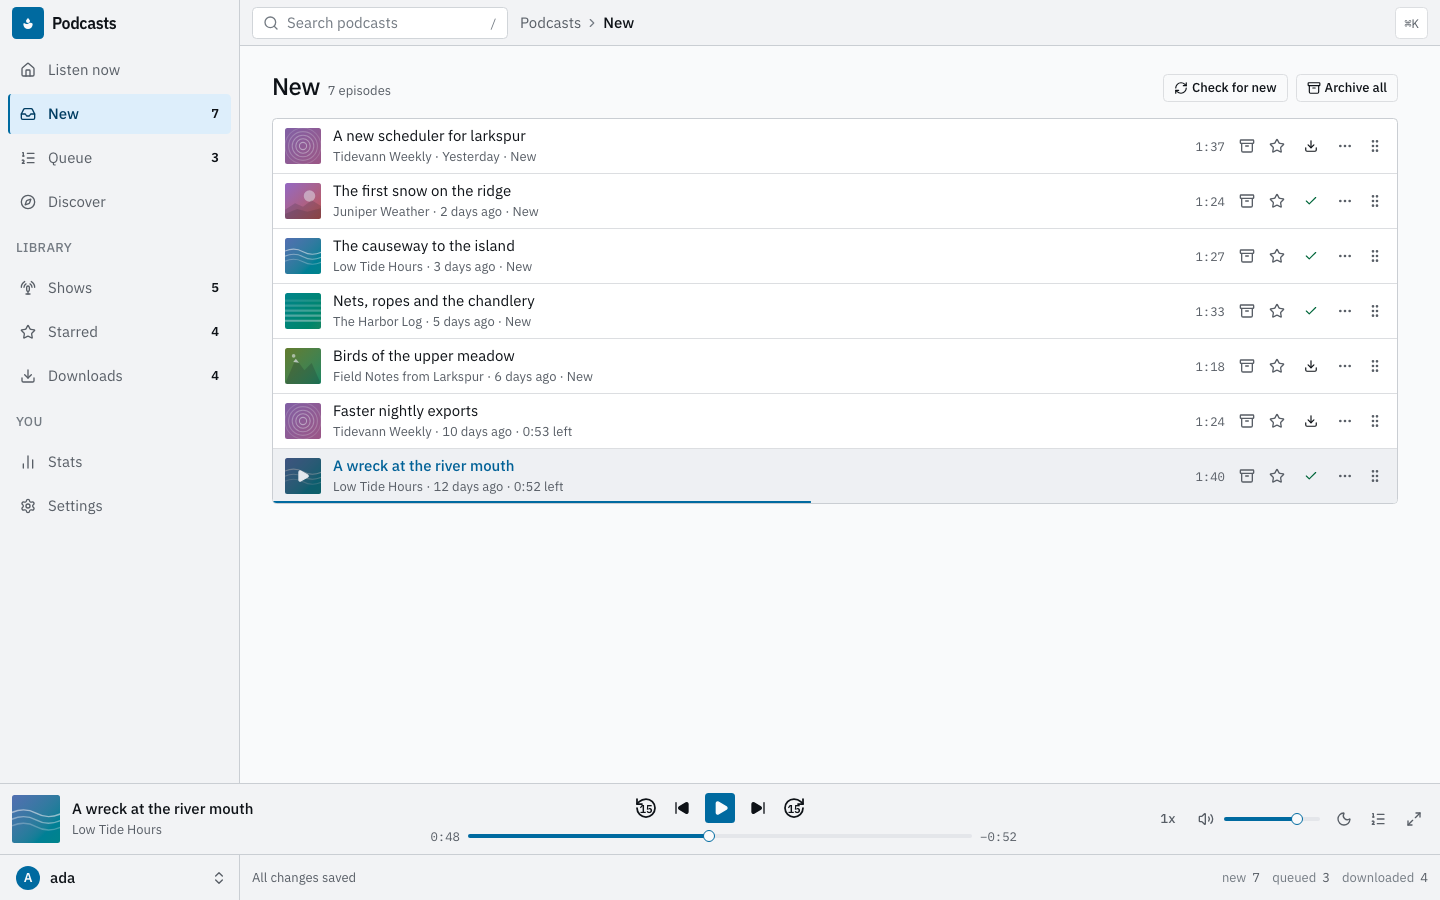 Podcasts
Search podcasts /
Podcasts > New
⌘K
Listen now
New 7
Queue 3
Discover
LIBRARY
Shows 5
Starred 4
Downloads 4
YOU
Stats
Settings
New 7 episodes
Check for new
Archive all
A new scheduler for larkspur
Tidevann Weekly · Yesterday · New
1:37
The first snow on the ridge
Juniper Weather · 2 days ago · New
1:24
The causeway to the island
Low Tide Hours · 3 days ago · New
1:27
Nets, ropes and the chandlery
The Harbor Log · 5 days ago · New
1:33
Birds of the upper meadow
Field Notes from Larkspur · 6 days ago · New
1:18
Faster nightly exports
Tidevann Weekly · 10 days ago · 0:53 left
1:24
A wreck at the river mouth
Low Tide Hours · 12 days ago · 0:52 left
1:40
A wreck at the river mouth
Low Tide Hours
15
15
0:48
−0:52
1x
A ada
All changes saved
new 7 queued 3 downloaded 4